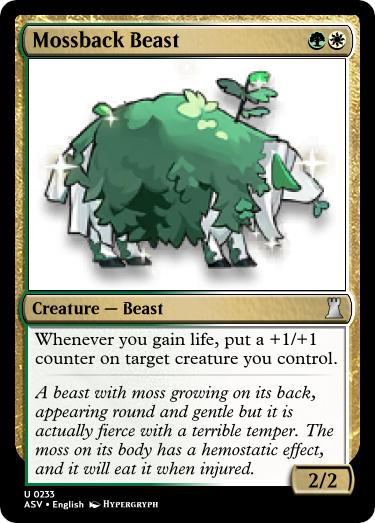 Mossback Beast
Creature — Beast
Whenever you gain life, put a +1/+1
counter on target creature you control.
A beast with moss growing on its back,
appearing round and gentle but it is
actually fierce with a terrible temper. The
moss on its body has a hemostatic effect,
and it will eat it when injured.
2/2
U 0233
ASV • English HYPERGRYPH